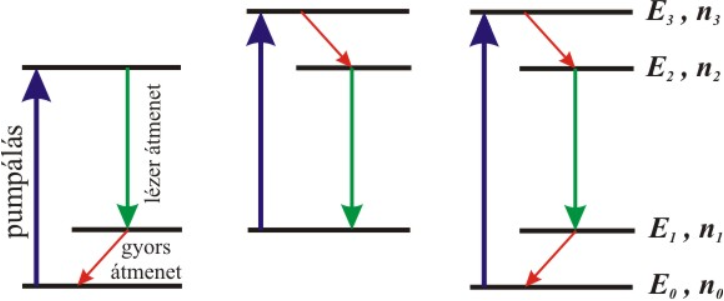 pumpálás
lézer átmenet
gyors
átmenet
E₃ , n₃
E₂ , n₂
E₁ , n₁
E₀ , n₀